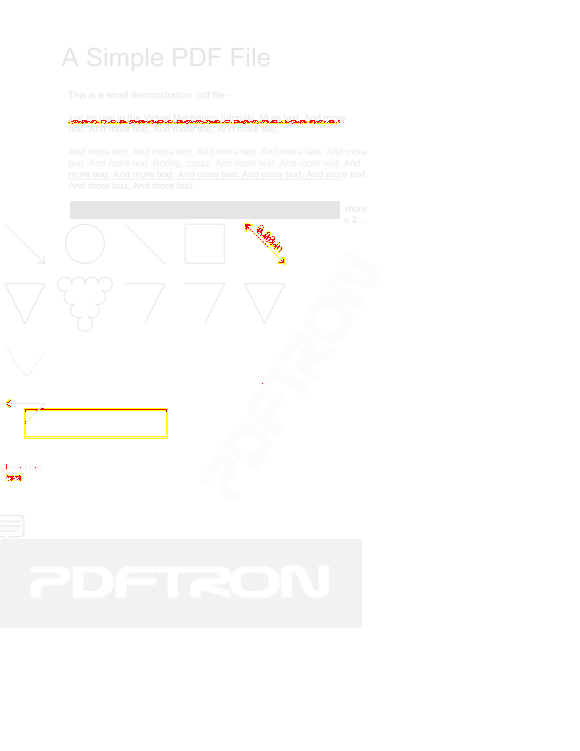 A Simple PDF File
This is a small demonstration .pdf file -
text. And more text. And more text. And more text.
And more text. And more text. And more text. And more text. And more
text. And more text. Boring, zzzzz. And more text. And more text. And
more text. And more text. And more text. And more text. And more text.
And more text. And more text.
more
e 2....
PDFTRON
PDFTRON